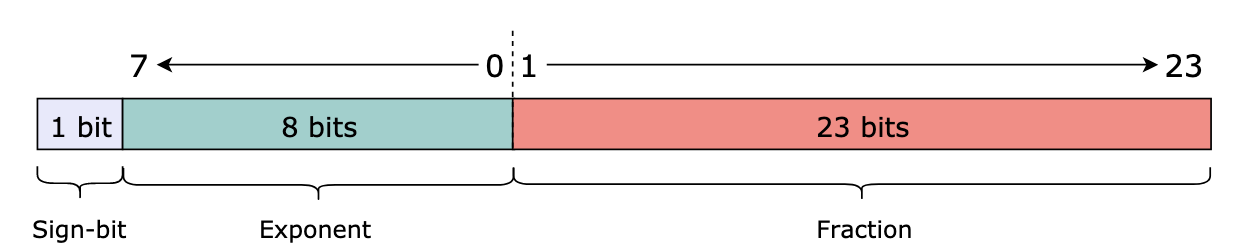 7 0 1 23
1 bit 8 bits 23 bits
Sign-bit Exponent Fraction